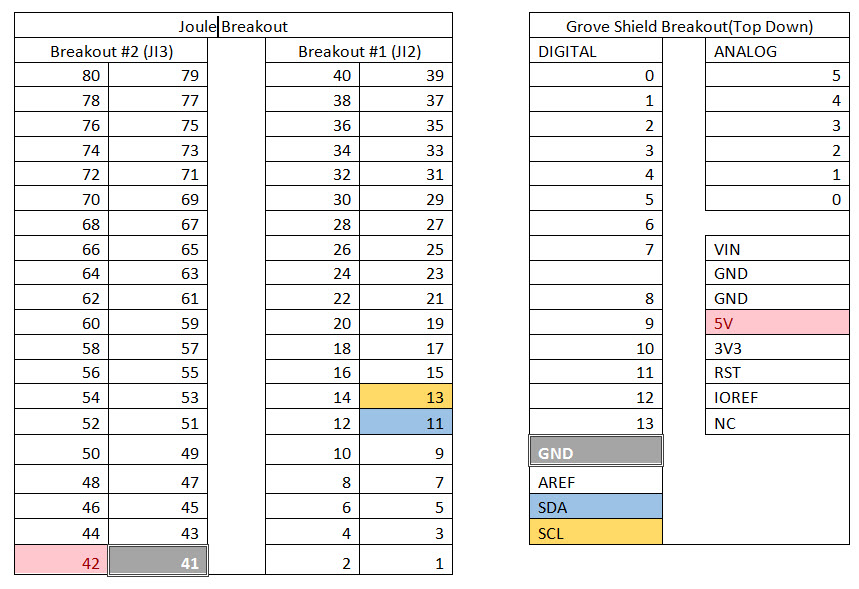 Joule Breakout Grove Shield Breakout(Top Down)
Breakout #2 (JI3) Breakout #1 (JI2) DIGITAL ANALOG
80 79 40 39 0 5
78 77 38 37 1 4
76 75 36 35 2 3
74 73 34 33 3 2
72 71 32 31 4 1
70 69 30 29 5 0
68 67 28 27 6
66 65 26 25 7 VIN
64 63 24 23 GND
62 61 22 21 8 GND
60 59 20 19 9 5V
58 57 18 17 10 3V3
56 55 16 15 11 RST
54 53 14 13 12 IOREF
52 51 12 11 13 NC
50 49 10 9 GND
48 47 8 7 AREF
46 45 6 5 SDA
44 43 4 3 SCL
42 41 2 1